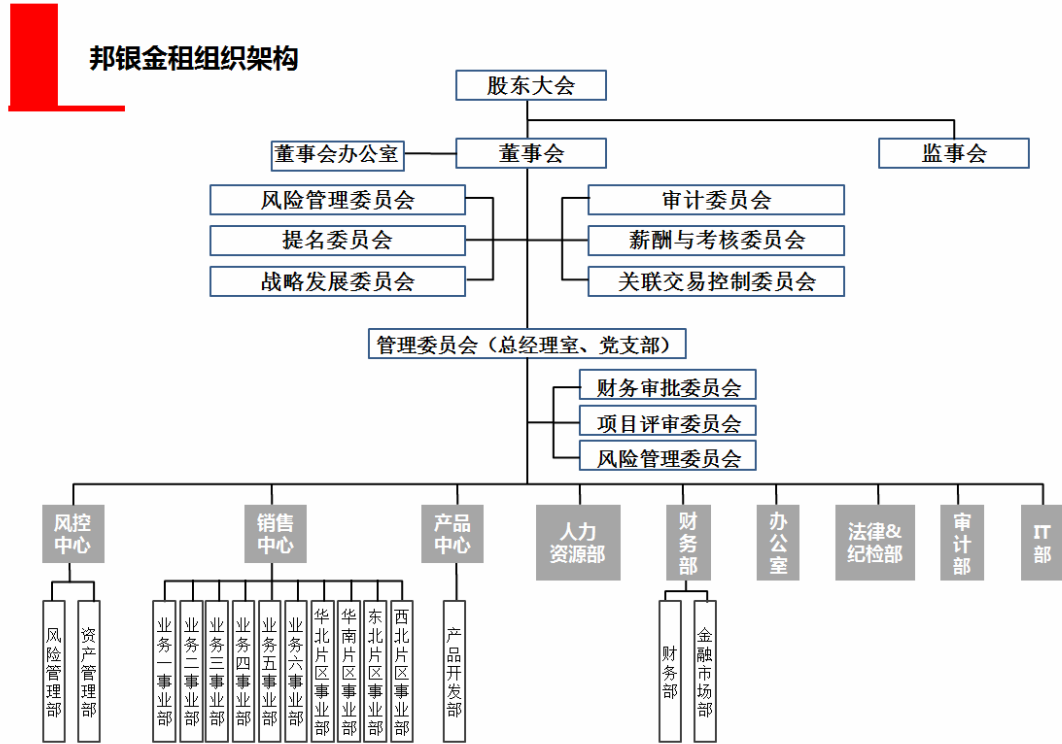 邦银金租组织架构
股东大会
董事会办公室
董事会
监事会
风险管理委员会
审计委员会
提名委员会
薪酬与考核委员会
战略发展委员会
关联交易控制委员会
管理委员会（总经理室、党支部）
财务审批委员会
项目评审委员会
风险管理委员会
风控
中心
销售
中心
产品
中心
人力
资源部
财务部
办公室
法律&
纪检部
审计部
IT
部
风险管理部
资产管理部
业务一事业部
业务二事业部
业务三事业部
业务四事业部
业务五事业部
业务六事业部
华北片区事业部
华南片区事业部
东北片区事业部
西北片区事业部
产品开发部
财务部
金融市场部